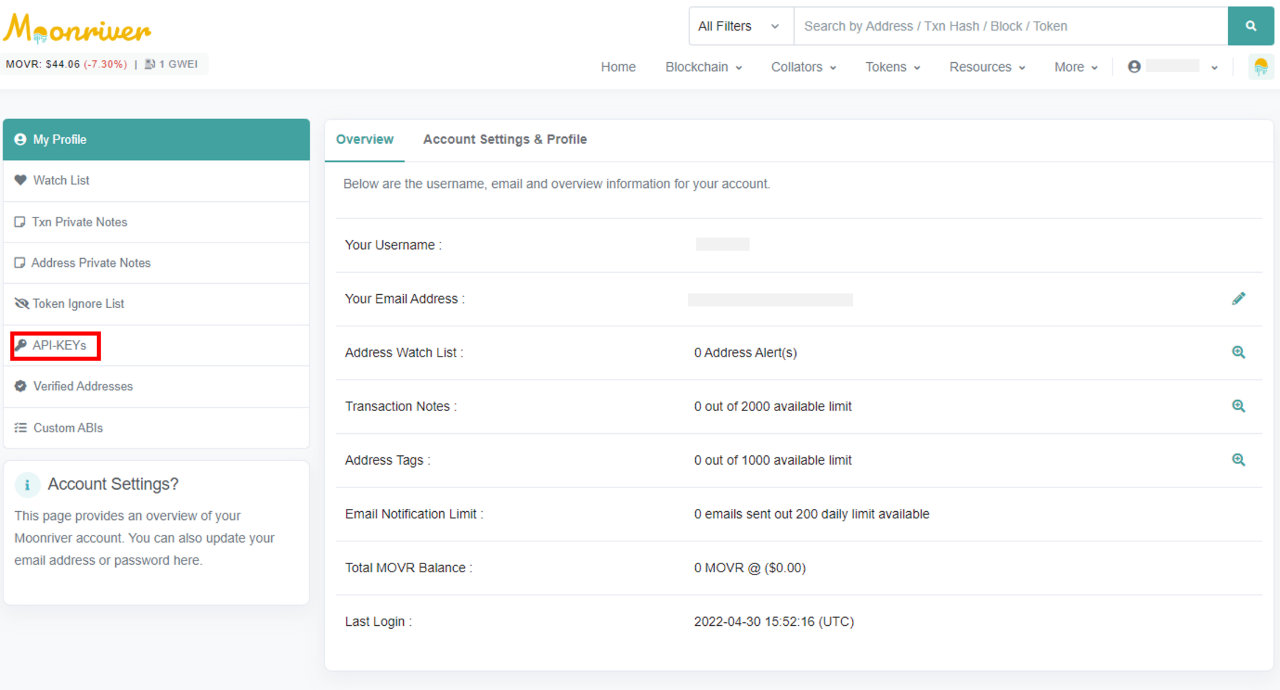 Moonriver
All Filters
Search by Address / Txn Hash / Block / Token
MOVR: $44.06 (-7.30%) | 1 GWEI
Home Blockchain Collators Tokens Resources More
My Profile
Watch List
Txn Private Notes
Address Private Notes
Token Ignore List
API-KEYs
Verified Addresses
Custom ABIs
i Account Settings?
This page provides an overview of your
Moonriver account. You can also update your
email address or password here.
Overview Account Settings & Profile
Below are the username, email and overview information for your account.
Your Username :
Your Email Address :
Address Watch List : 0 Address Alert(s)
Transaction Notes : 0 out of 2000 available limit
Address Tags : 0 out of 1000 available limit
Email Notification Limit : 0 emails sent out 200 daily limit available
Total MOVR Balance : 0 MOVR @ ($0.00)
Last Login : 2022-04-30 15:52:16 (UTC)